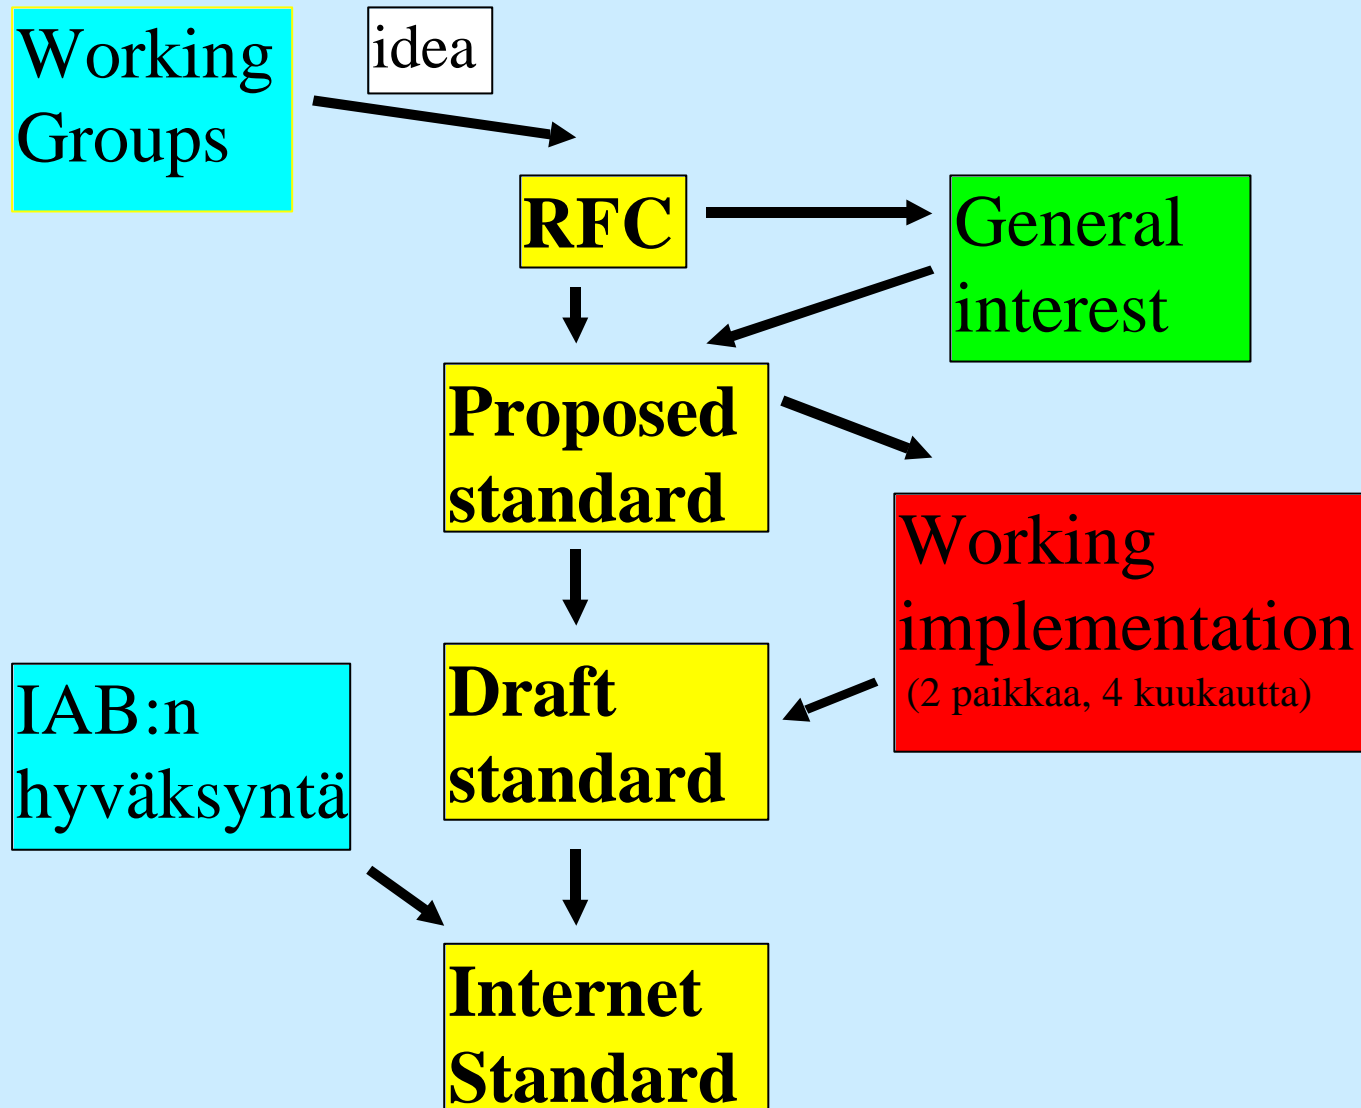 Working
Groups
idea
RFC
General
interest
Proposed
standard
Working
implementation
(2 paikkaa, 4 kuukautta)
Draft
standard
IAB:n
hyväksyntä
Internet
Standard